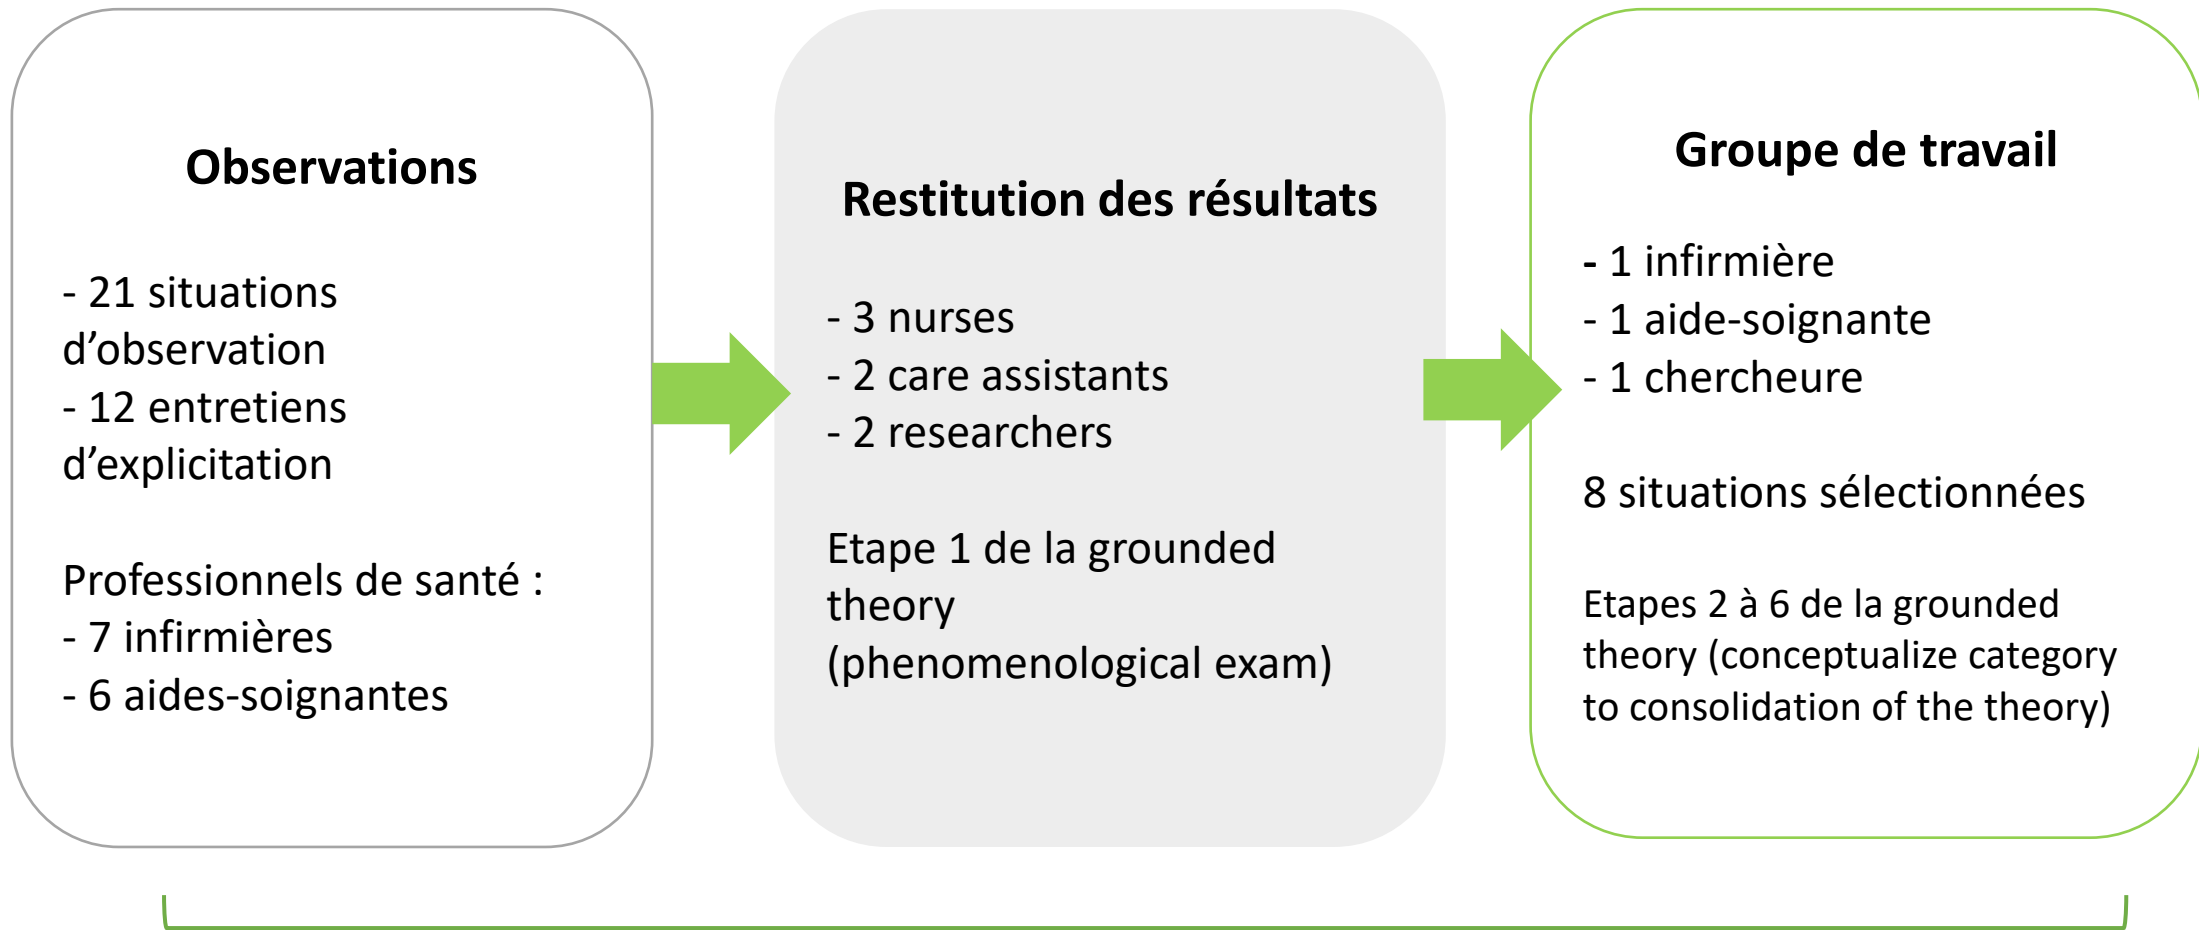 Observations
- 21 situations
d’observation
- 12 entretiens
d’explicitation
Professionnels de santé :
- 7 infirmières
- 6 aides-soignantes
Restitution des résultats
- 3 nurses
- 2 care assistants
- 2 researchers
Etape 1 de la grounded
theory
(phenomenological exam)
Groupe de travail
- 1 infirmière
- 1 aide-soignante
- 1 chercheure
8 situations sélectionnées
Etapes 2 à 6 de la grounded
theory (conceptualize category
to consolidation of the theory)